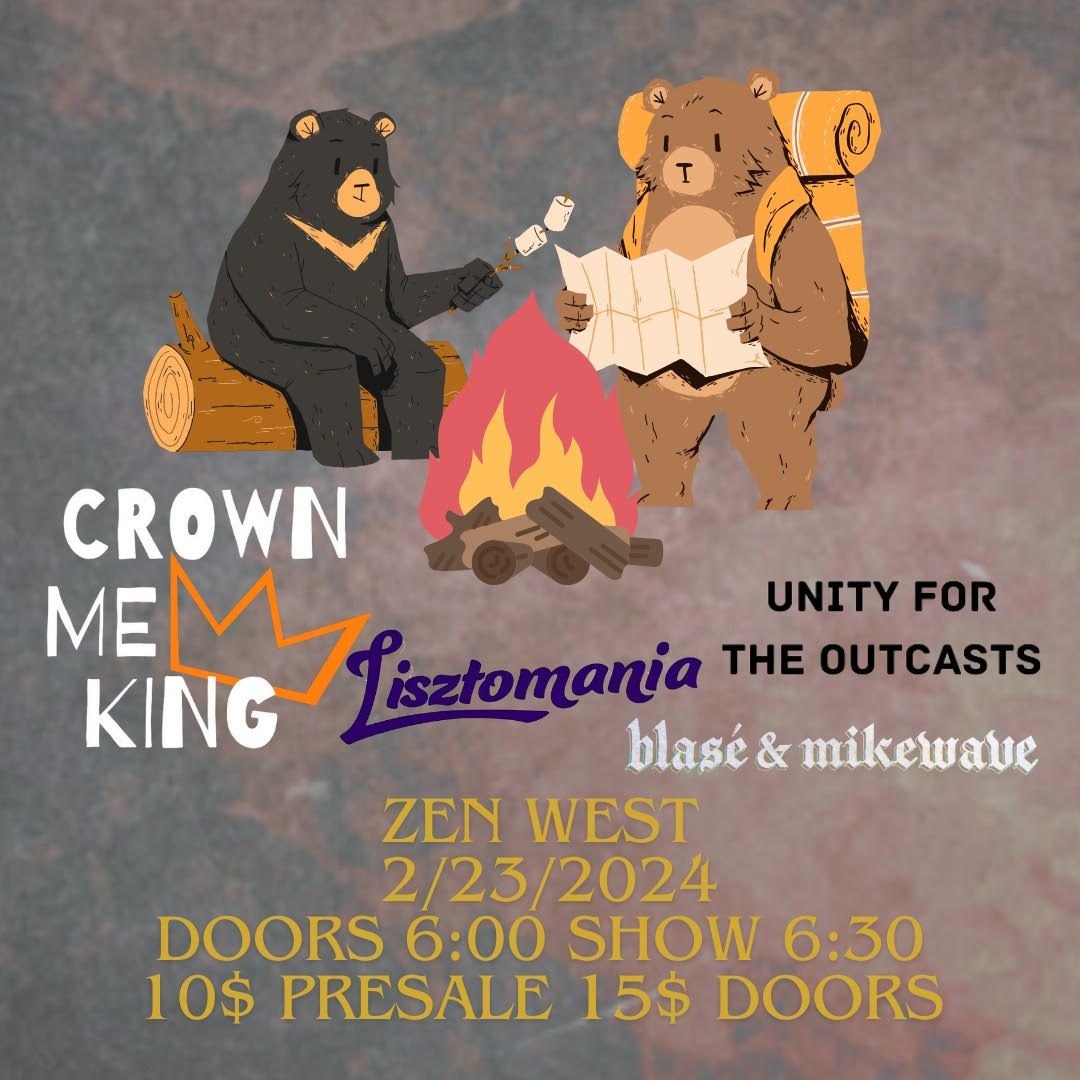 CROWN
ME
KING
Lisztomania
UNITY FOR
THE OUTCASTS
blasé & mikewave
ZEN WEST
2/23/2024
DOORS 6:00 SHOW 6:30
10$ PRESALE 15$ DOORS